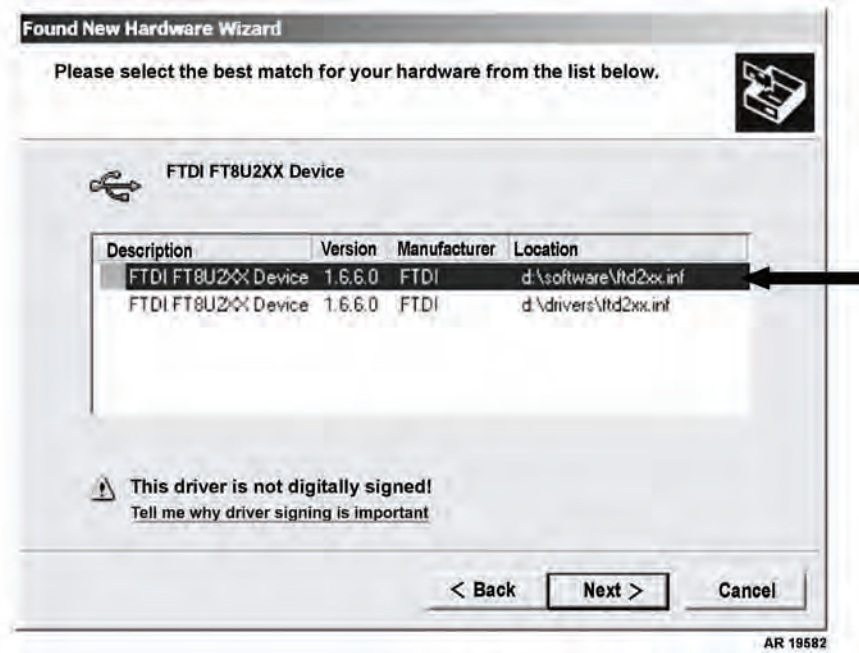 Found New Hardware Wizard
Please select the best match for your hardware from the list below.
FTDI FT8U2XX Device
Description Version Manufacturer Location
FTDI FT8U2XX Device 1.6.6.0 FTDI d:\software\ftd2xx.inf
FTDI FT8U2XX Device 1.6.6.0 FTDI d:\drivers\ftd2xx.inf
This driver is not digitally signed!
Tell me why driver signing is important
< Back Next > Cancel
AR 19582